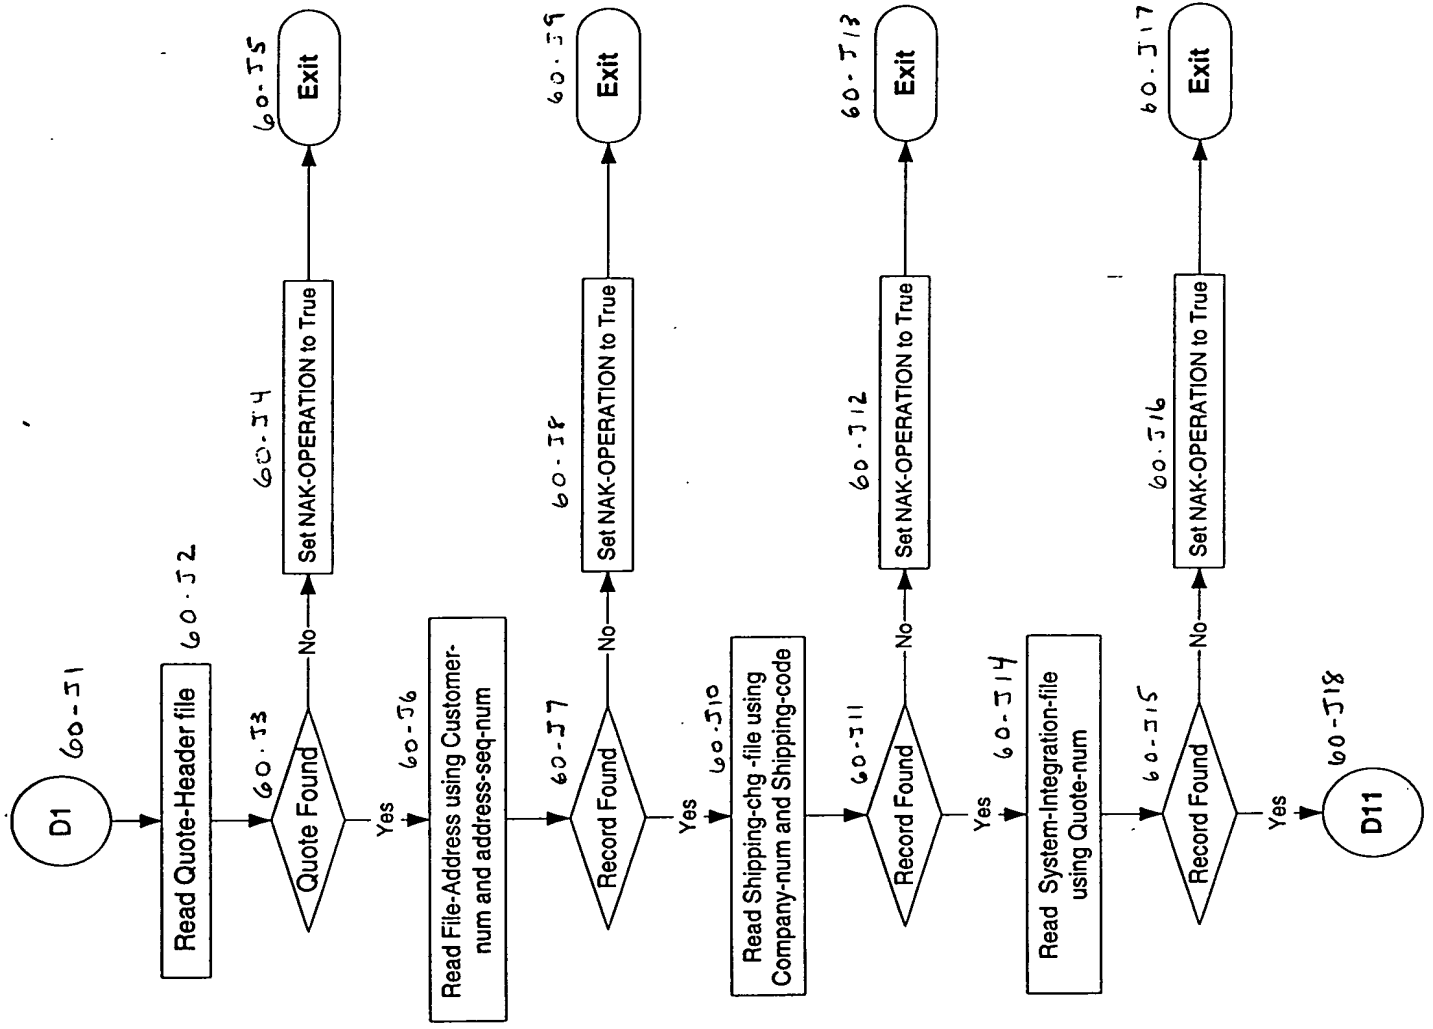 D1
60-J1
Read Quote-Header file
60-J2
Quote Found
60-J3
No
Set NAK-OPERATION to True
60-J4
Exit
60-J5
Yes
Read File-Address using Customer-
num and address-seq-num
60-J6
Record Found
60-J7
No
Set NAK-OPERATION to True
60-J8
Exit
60-J9
Yes
Read Shipping-chg -file using
Company-num and Shipping-code
60-J10
Record Found
60-J11
No
Set NAK-OPERATION to True
60-J12
Exit
60-J13
Yes
Read System-Integration-file
using Quote-num
60-J14
Record Found
60-J15
No
Set NAK-OPERATION to True
60-J16
Exit
60-J17
Yes
D11
60-J18